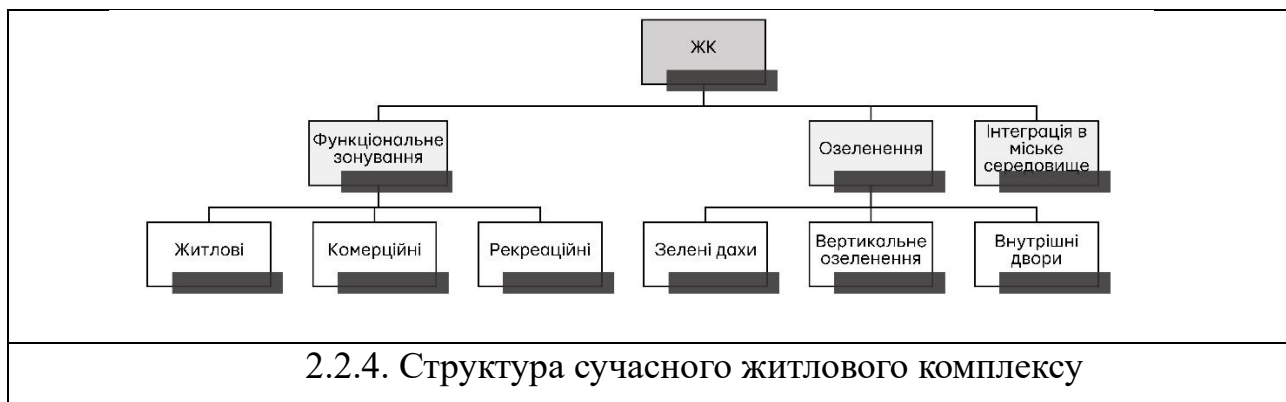 ЖК
Функціональне
зонування
Озеленення
Інтеграція в
міське
середовище
Житлові
Комерційні
Рекреаційні
Зелені дахи
Вертикальне
озеленення
Внутрішні
двори
2.2.4. Структура сучасного житлового комплексу